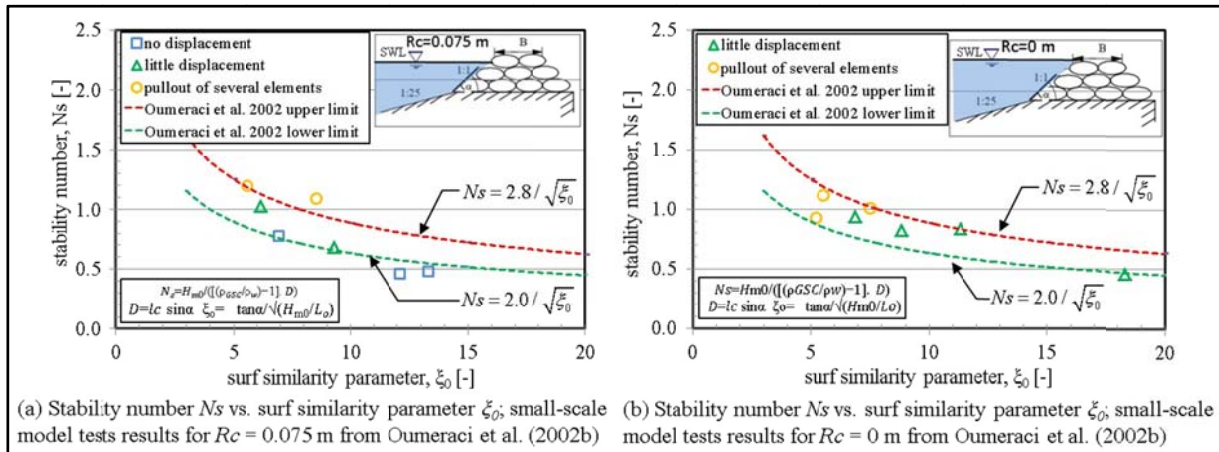 2.5
2.0
1.5
1.0
0.5
0.0
stability number, Ns [-]
no displacement
little displacement
pullout of several elements
Oumeraci et al. 2002 upper limit
Oumeraci et al. 2002 lower limit
Rc=0.075 m
B
SWL
1:1
α
1:25
Ns = 2.8 / √ξ0
Ns = 2.0 / √ξ0
Ns=Hm0/([(ρGSC/ρw)−1]. D)
D=lc sinα ξo= tanα/√(Hm0/Lo)
0 5 10 15 20
surf similarity parameter, ξ0 [-]
(a) Stability number Ns vs. surf similarity parameter ξ0; small-scale
model tests results for Rc = 0.075 m from Oumeraci et al. (2002b)
2.5
2.0
1.5
1.0
0.5
0.0
stability number, Ns [-]
little displacement
pullout of several elements
Oumeraci et al. 2002 upper limit
Oumeraci et al. 2002 lower limit
Rc=0 m
B
SWL
1:1
α
1:25
Ns = 2.8 / √ξ0
Ns = 2.0 / √ξ0
Ns=Hm0/([(ρGSC/ρw)−1]. D)
D=lc sinα ξo= tanα/√(Hm0/Lo)
0 5 10 15 20
surf similarity parameter, ξ0 [-]
(b) Stability number Ns vs. surf similarity parameter ξ0; small-scale
model tests results for Rc = 0 m from Oumeraci et al. (2002b)